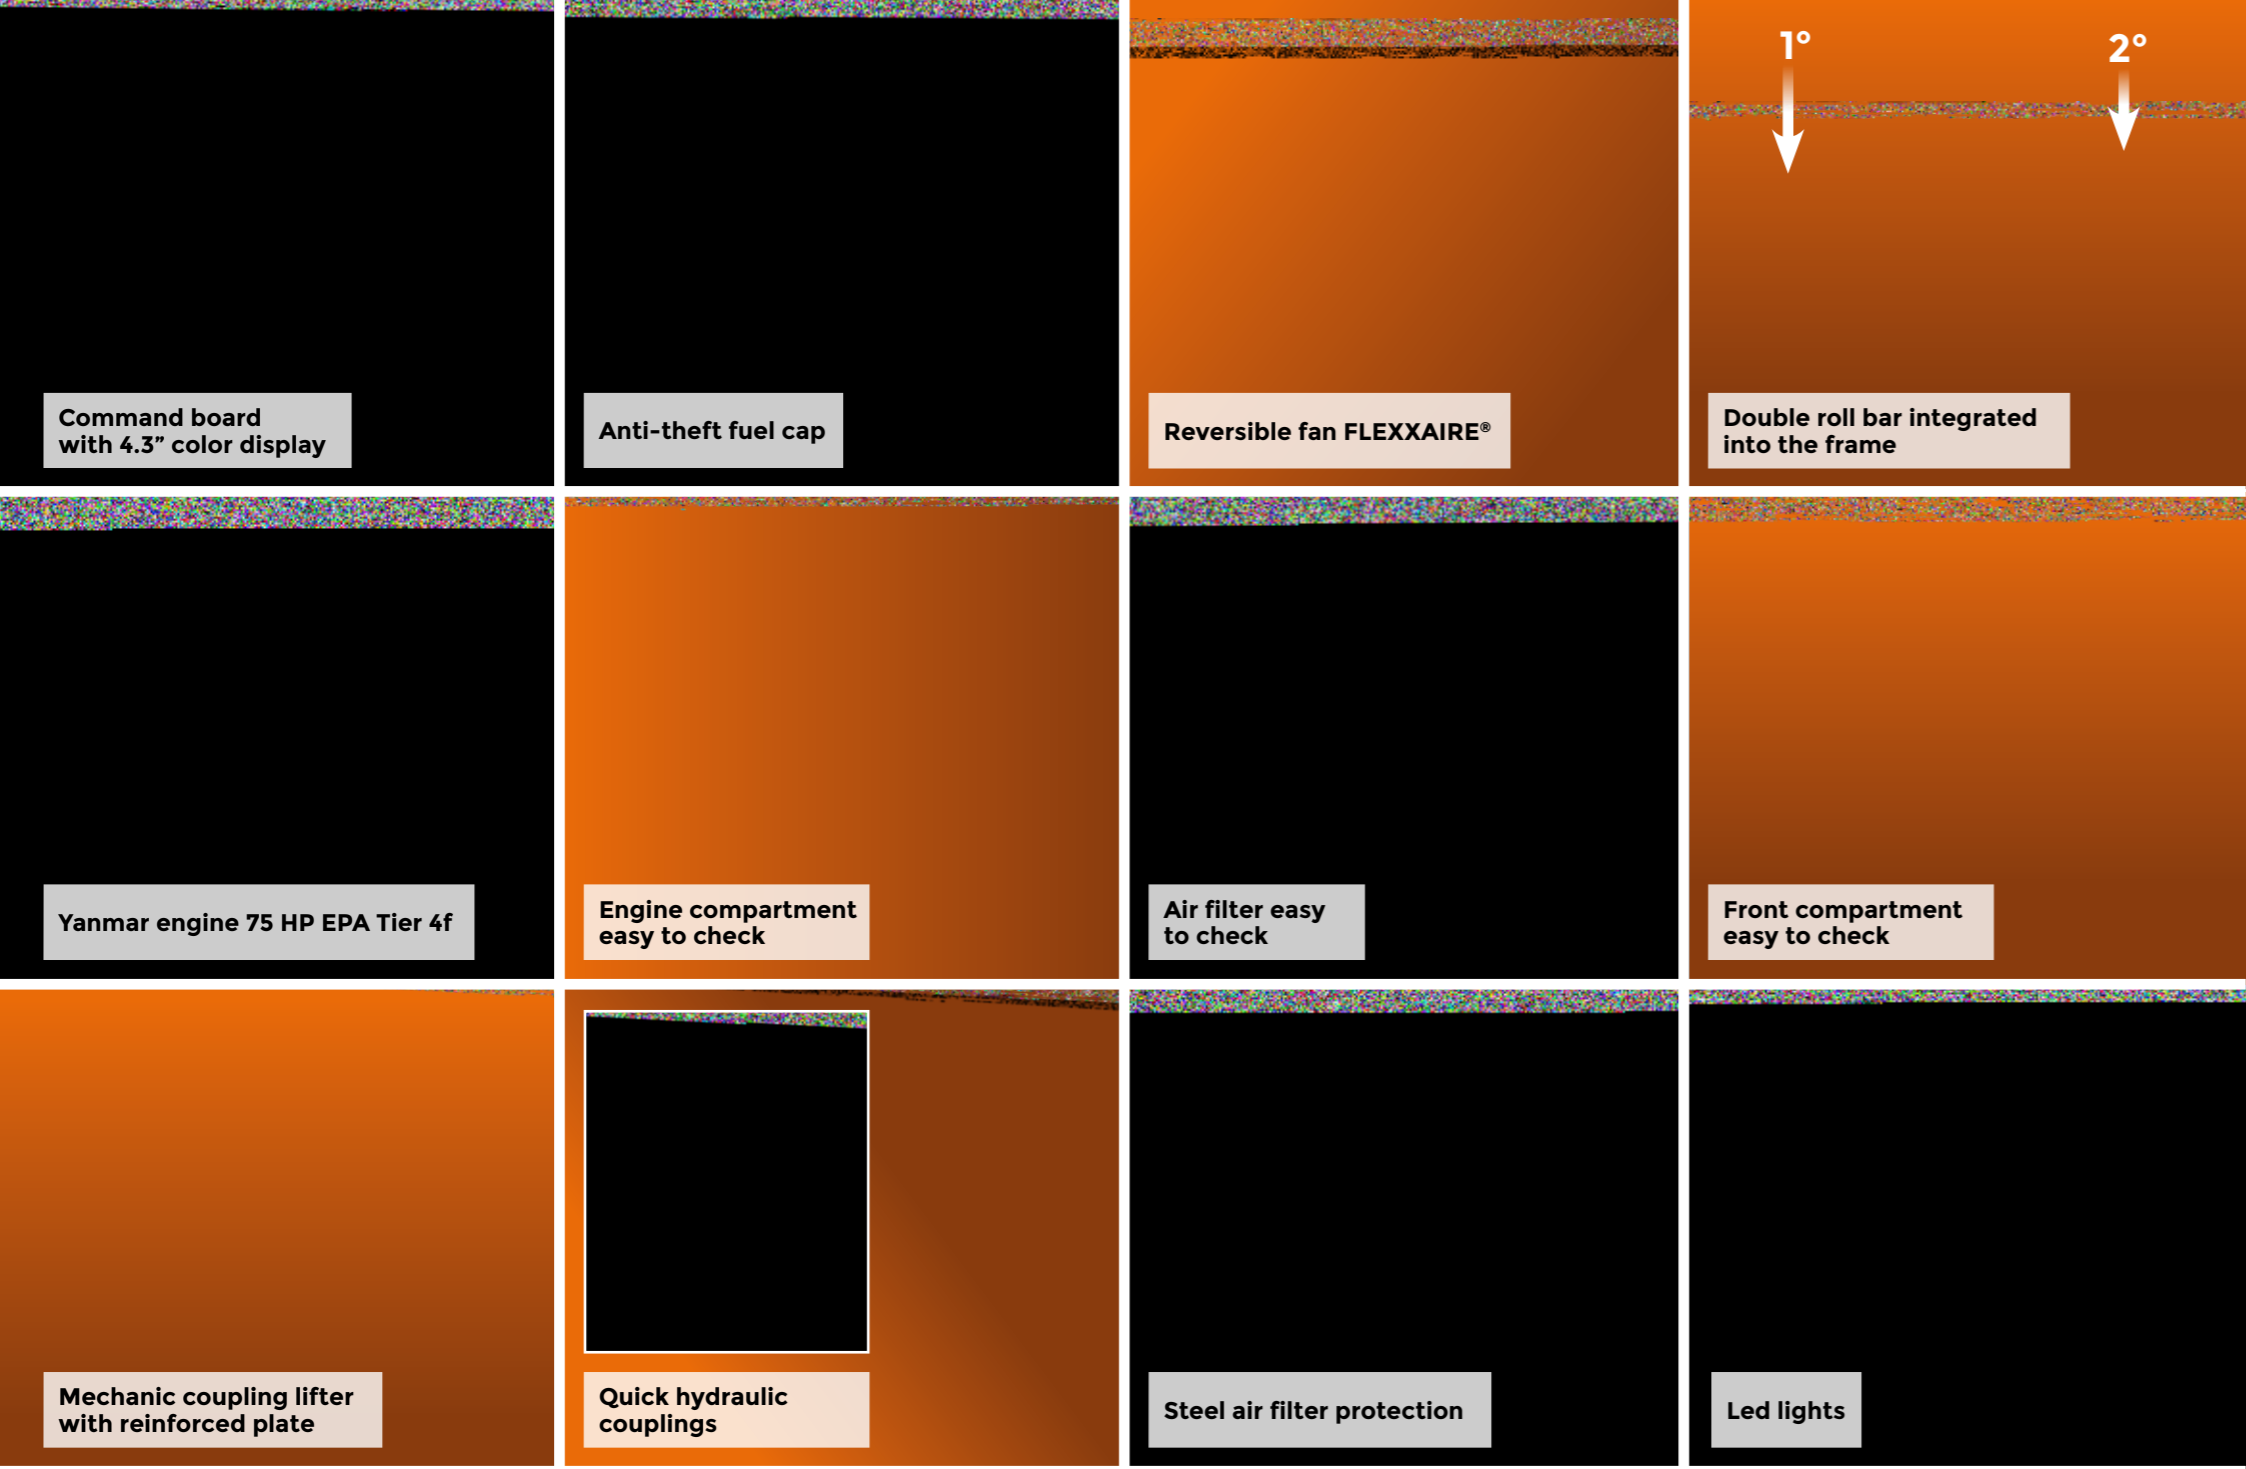 1°
2°
Command board
with 4.3” color display
Anti-theft fuel cap
Reversible fan FLEXXAIRE®
Double roll bar integrated
into the frame
Yanmar engine 75 HP EPA Tier 4f
Engine compartment
easy to check
Air filter easy
to check
Front compartment
easy to check
Mechanic coupling lifter
with reinforced plate
Quick hydraulic
couplings
Steel air filter protection
Led lights